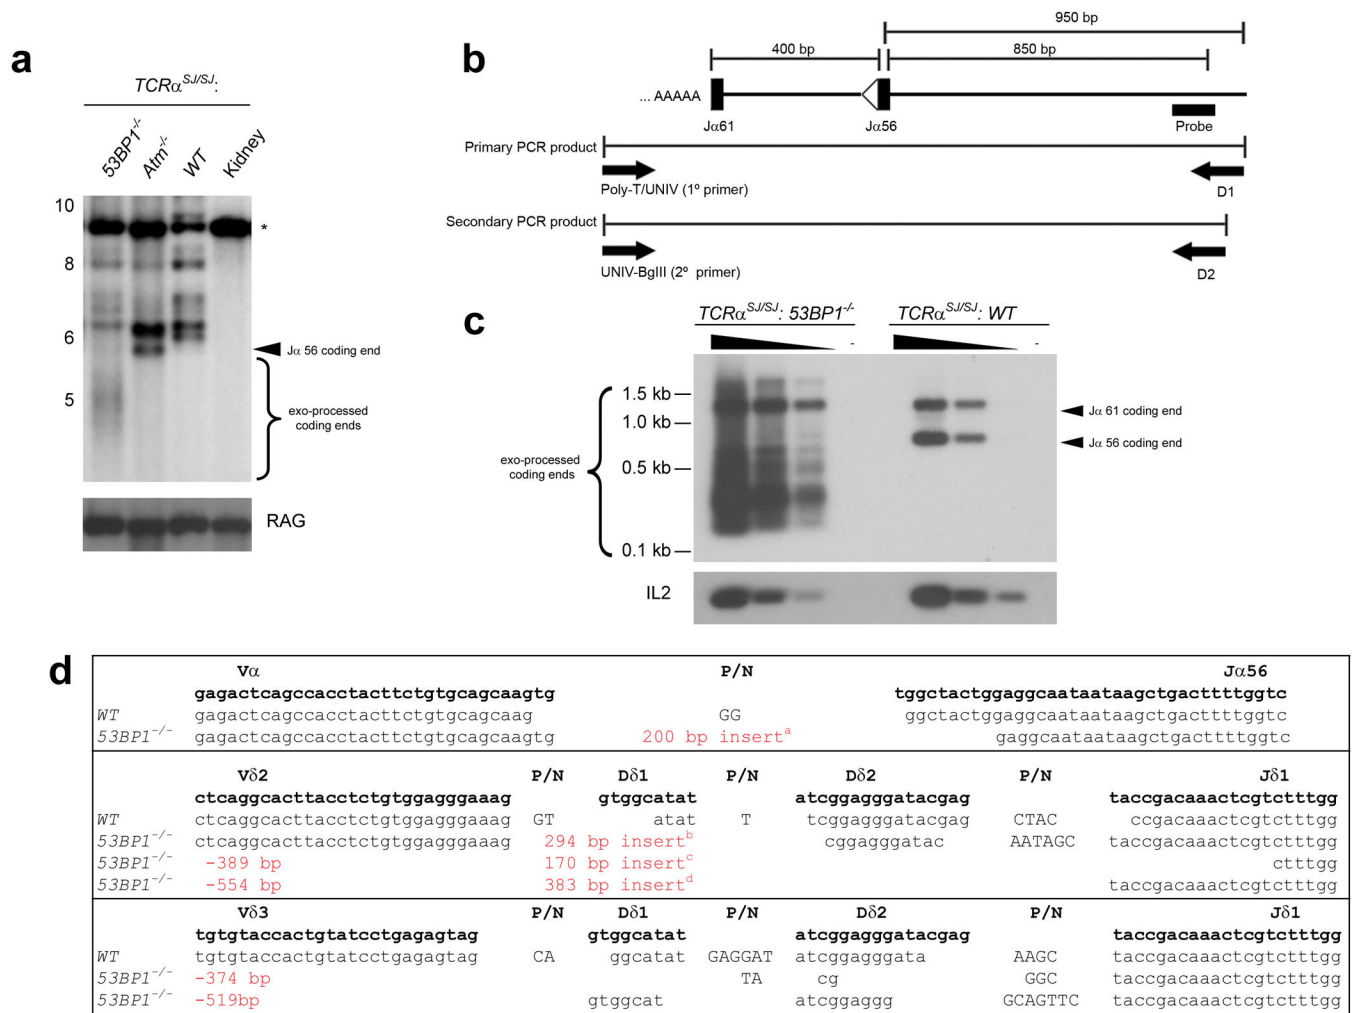 a
TCRα^SJ/SJ:
53BP1-/-
Atm-/-
WT
Kidney
10
*
8
6
Jα 56 coding end
5
exo-processed
coding ends
RAG
b
950 bp
400 bp
850 bp
... AAAAA
Jα61
Jα56
Probe
Primary PCR product
Poly-T/UNIV (1º primer)
D1
Secondary PCR product
UNIV-BgIII (2º primer)
D2
c
TCRα^SJ/SJ: 53BP1-/-
TCRα^SJ/SJ: WT
-
-
1.5 kb
1.0 kb
0.5 kb
0.1 kb
exo-processed
coding ends
Jα 61 coding end
Jα 56 coding end
IL2
d
Vα P/N Jα56
gagactcagccacctacttctgtgcagcaagtg tggctactggaggcaataataagctgacttttggtc
WT gagactcagccacctacttctgtgcagcaag GG ggctactggaggcaataataagctgacttttggtc
53BP1-/- gagactcagccacctacttctgtgcagcaagtg 200 bp insert^a gaggcaataataagctgacttttggtc
Vδ2 P/N Dδ1 P/N Dδ2 P/N Jδ1
ctcaggcacttacctctgtggagggaaag gtggcatat atcggagggatacgag taccgacaaactcgtctttgg
WT ctcaggcacttacctctgtggagggaaag GT atat T tcggagggatacgag CTAC ccgacaaactcgtctttgg
53BP1-/- ctcaggcacttacctctgtggagggaaag 294 bp insert^b cggagggatac AATAGC taccgacaaactcgtctttgg
53BP1-/- -389 bp 170 bp insert^c ctttgg
53BP1-/- -554 bp 383 bp insert^d taccgacaaactcgtctttgg
Vδ3 P/N Dδ1 P/N Dδ2 P/N Jδ1
tgtgtaccactgtatcctgagagtag gtggcatat atcggagggatacgag taccgacaaactcgtctttgg
WT tgtgtaccactgtatcctgagagtag CA ggcatat GAGGAT atcggagggata AAGC taccgacaaactcgtctttgg
53BP1-/- -374 bp TA cg GGC taccgacaaactcgtctttgg
53BP1-/- -519bp gtggcat atcggaggg GCAGTTC taccgacaaactcgtctttgg